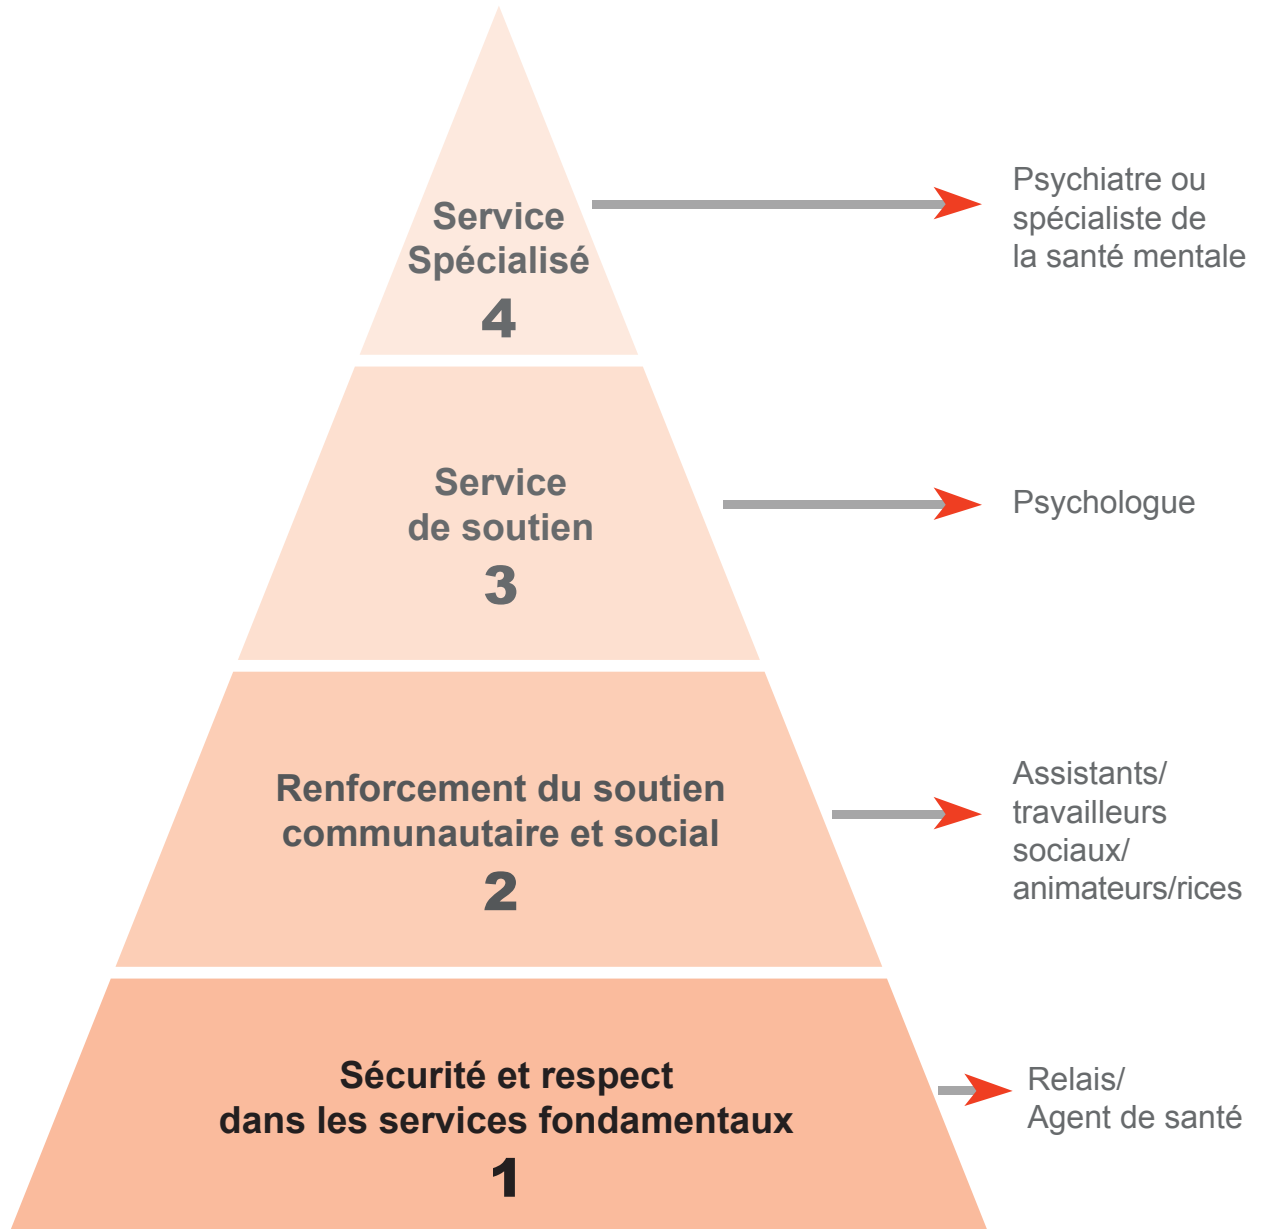 Service
Spécialisé
4
Psychiatre ou
spécialiste de
la santé mentale
Service
de soutien
3
Psychologue
Renforcement du soutien
communautaire et social
2
Assistants/
travailleurs
sociaux/
animateurs/rices
Sécurité et respect
dans les services fondamentaux
1
Relais/
Agent de santé